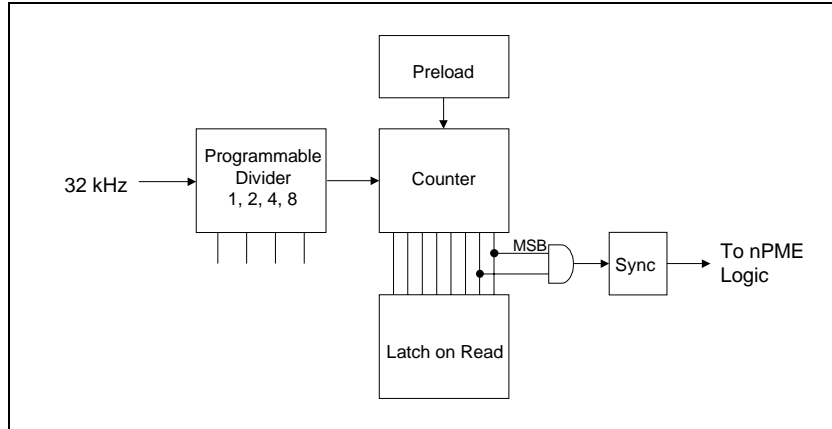 Preload
Programmable
Divider
1, 2, 4, 8
32 kHz
Counter
MSB
Sync
To nPME
Logic
Latch on Read